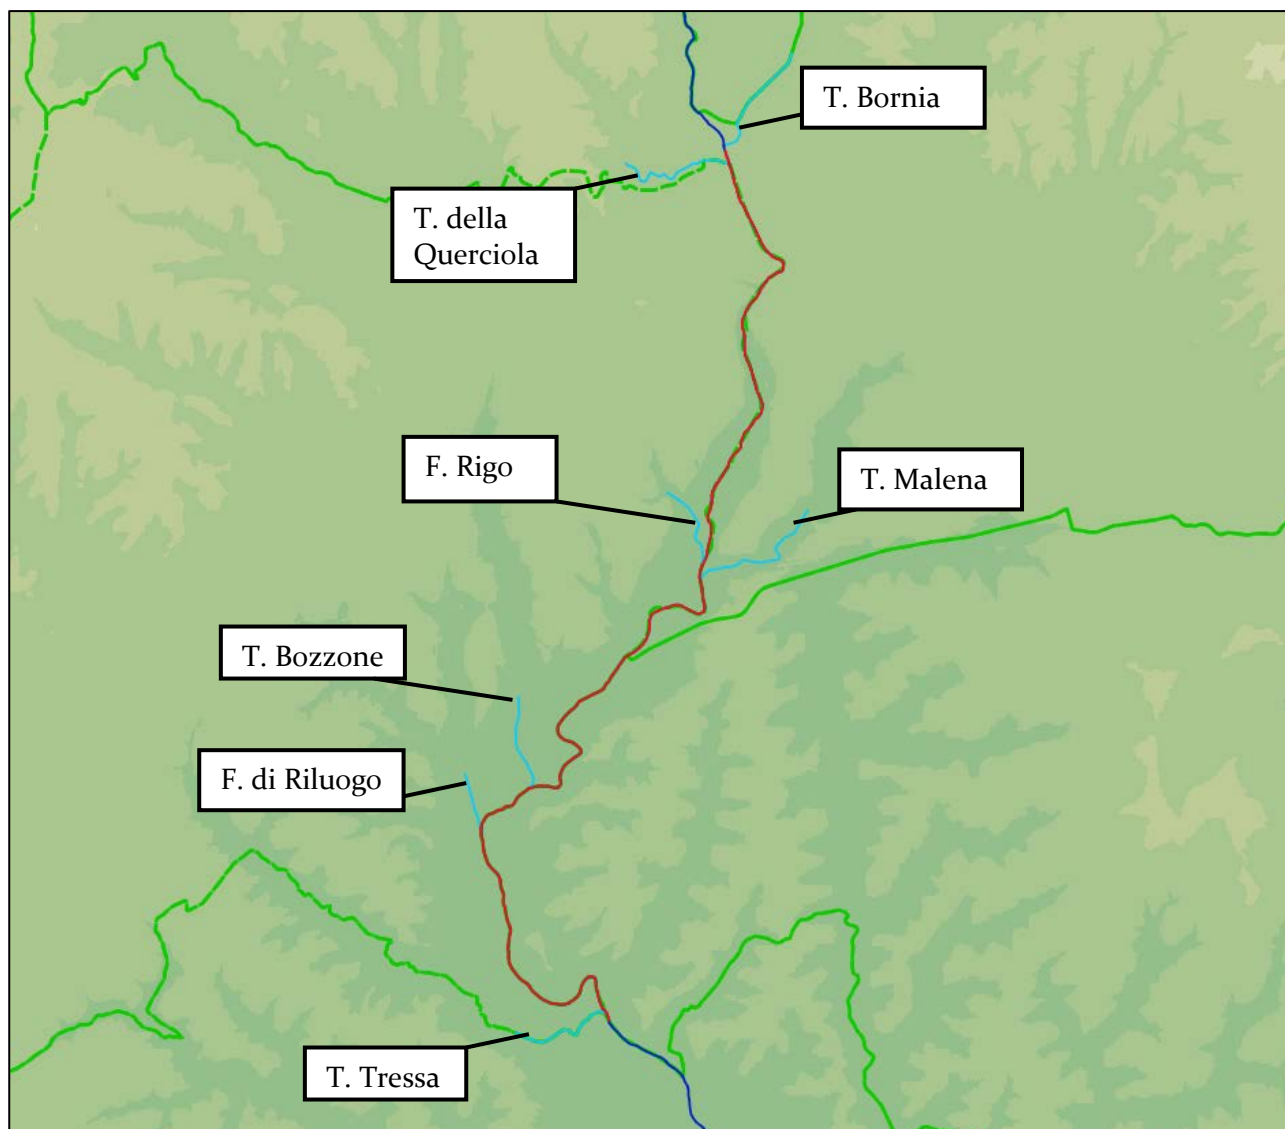 T. Bornia
T. della
Querciola
F. Rigo
T. Malena
T. Bozzone
F. di Riluogo
T. Tressa